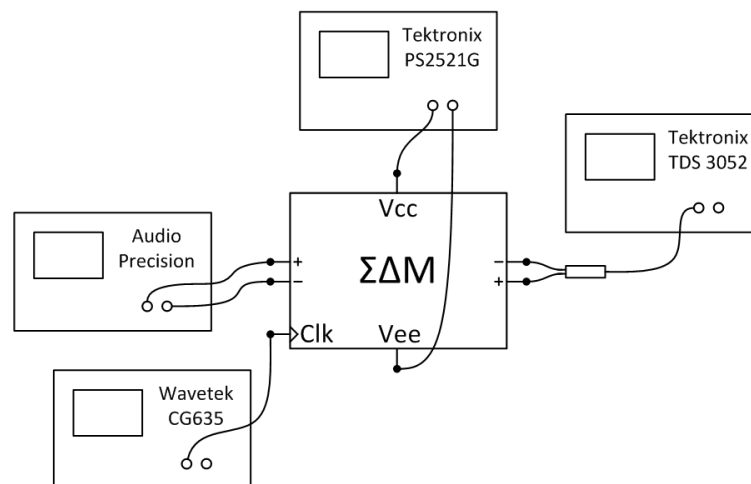 Tektronix
PS2521G
Tektronix
TDS 3052
Audio
Precision
Vcc
+
−
ΣΔM
−
+
Clk
Vee
Wavetek
CG635